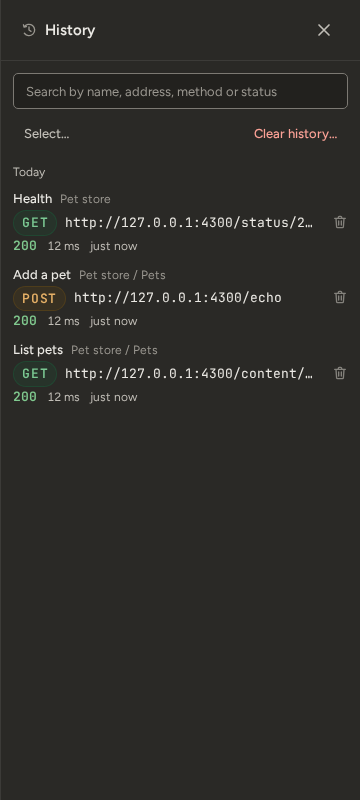 History
Search by name, address, method or status
Select...
Clear history...
Today
Health Pet store
GET http://127.0.0.1:4300/status/2…
200 12 ms just now
Add a pet Pet store / Pets
POST http://127.0.0.1:4300/echo
200 12 ms just now
List pets Pet store / Pets
GET http://127.0.0.1:4300/content/…
200 12 ms just now